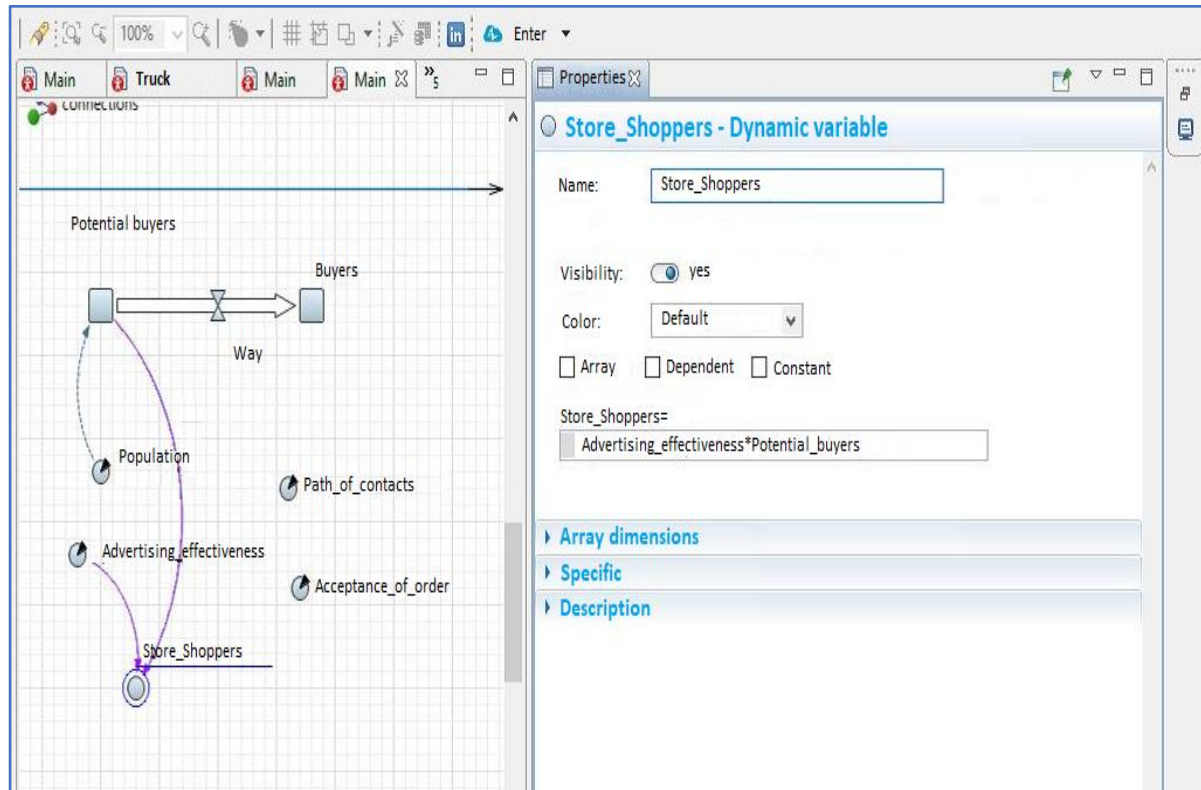 100%
in
Enter
Main
Truck
Main
Main
»5
connections
Potential buyers
Buyers
Way
Population
Path_of_contacts
Advertising_effectiveness
Acceptance_of_order
Store_Shoppers
Properties
Store_Shoppers - Dynamic variable
Name: Store_Shoppers
Visibility: yes
Color: Default
Array Dependent Constant
Store_Shoppers=
Advertising_effectiveness*Potential_buyers
Array dimensions
Specific
Description